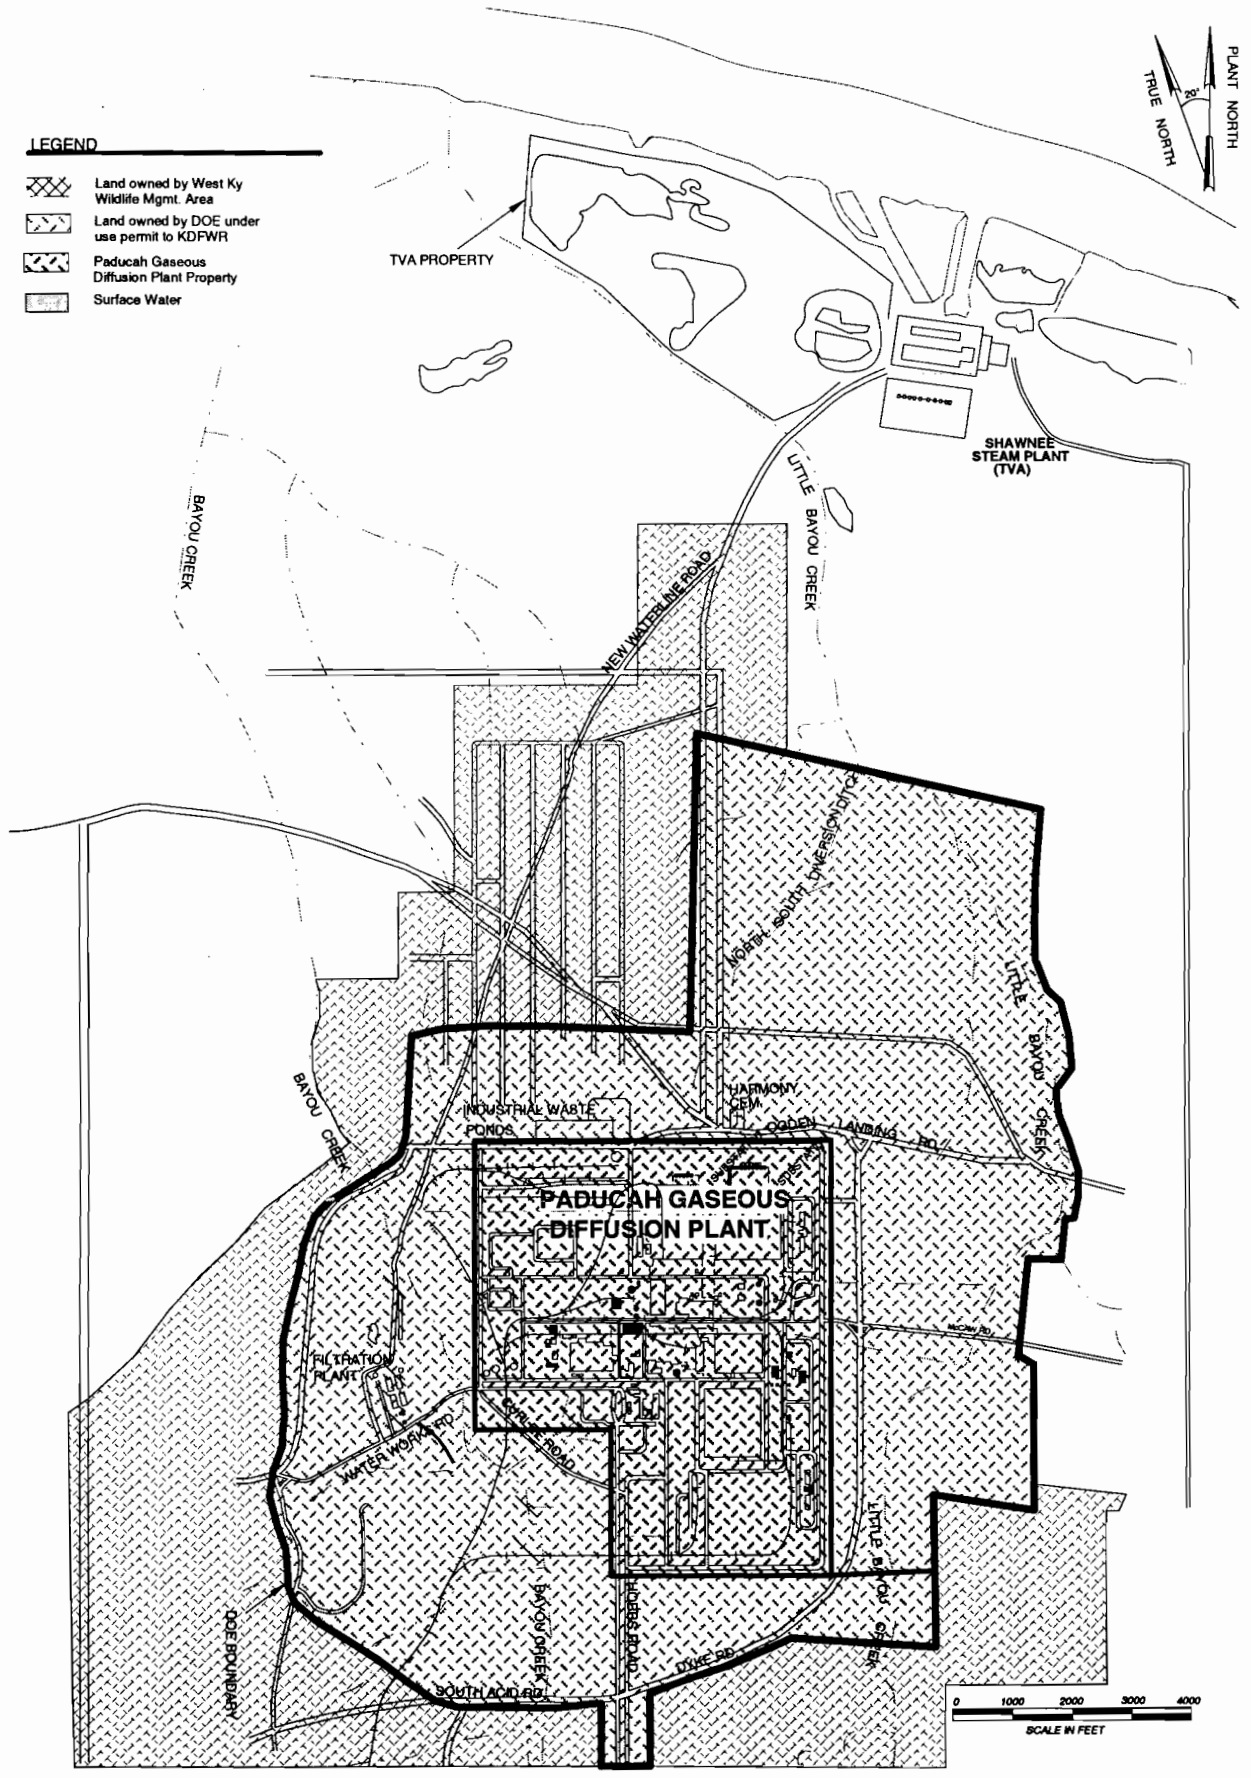 PLANT NORTH
TRUE NORTH
20°
LEGEND
Land owned by West Ky
Wildlife Mgmt. Area
Land owned by DOE under
use permit to KDFWR
Paducah Gaseous
Diffusion Plant Property
Surface Water
TVA PROPERTY
SHAWNEE
STEAM PLANT
(TVA)
LITTLE BAYOU CREEK
BAYOU CREEK
NEW WATERLINE ROAD
NORTH SOUTH DIVERSION DITCH
LITTLE BAYOU CREEK
BAYOU CREEK
HARMONY
CEM.
INDUSTRIAL WASTE
PONDS
OGDEN LANDING RD.
PADUCAH GASEOUS
DIFFUSION PLANT
McCAW RD.
FILTRATION
PLANT
WATER WORKS RD
CURLEE ROAD
LITTLE BAYOU CREEK
BAYOU CREEK
HOBBS ROAD
DOE BOUNDARY
DYKE RD
SOUTH ACID RD
0 1000 2000 3000 4000
SCALE IN FEET